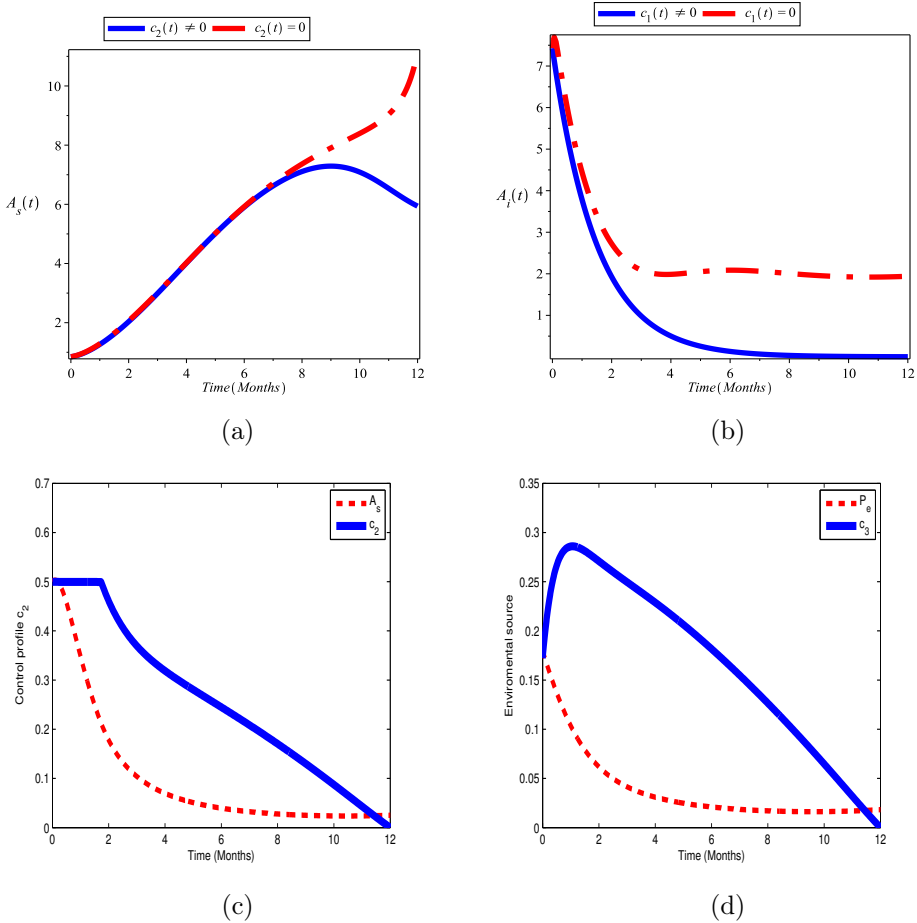 c₂(t) ≠ 0 c₂(t) = 0
10
8
A_s(t)
6
4
2
0 2 4 6 8 10 12
Time (Months)
(a)
c₁(t) ≠ 0 c₁(t) = 0
7
6
5
A_i(t)
4
3
2
1
0 2 4 6 8 10 12
Time (Months)
(b)
0.7
A_s
c₂
0.6
0.5
0.4
Control profile c₂
0.3
0.2
0.1
0
0 2 4 6 8 10 12
Time (Months)
(c)
0.35
P_e
c₃
0.3
0.25
0.2
Enviromental source
0.15
0.1
0.05
0
0 2 4 6 8 10 12
Time (Months)
(d)